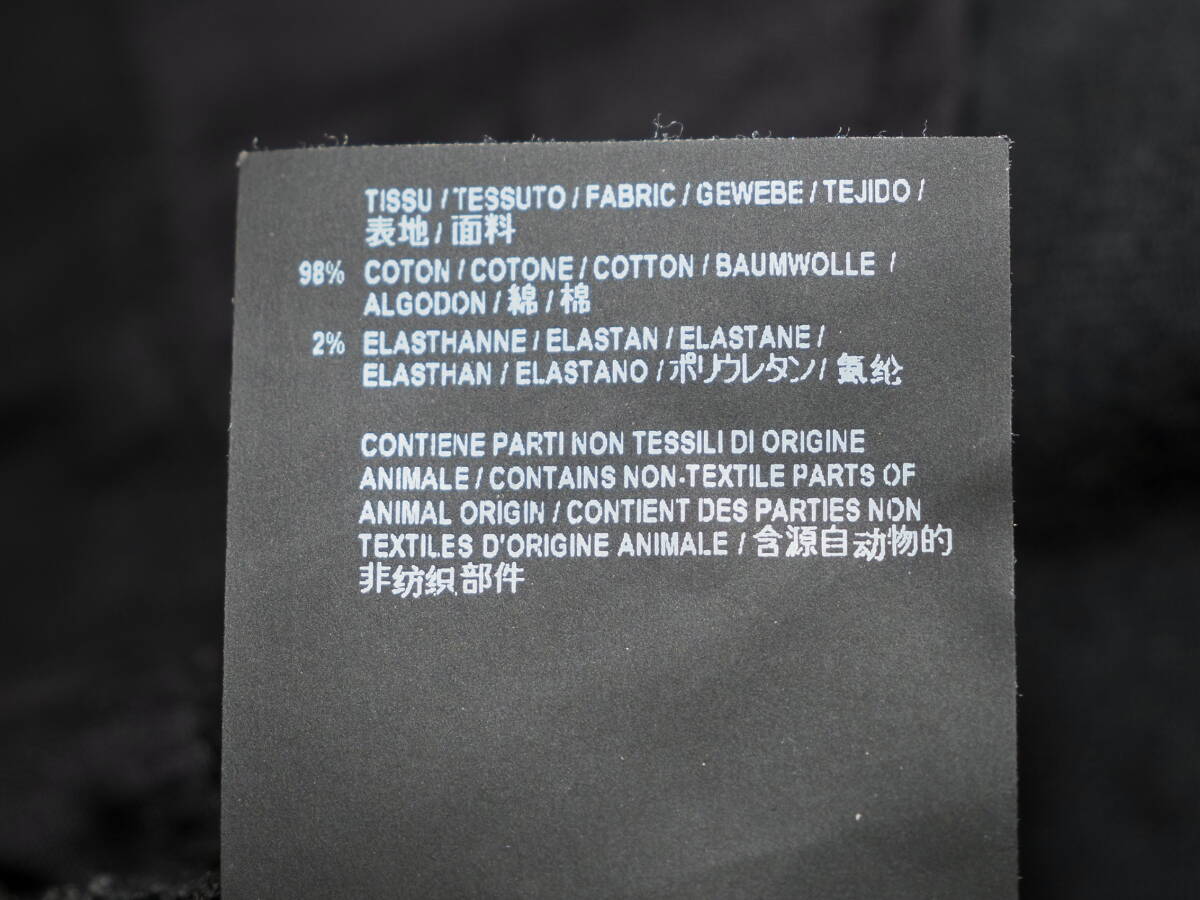 TISSU / TESSUTO / FABRIC / GEWEBE / TEJIDO /
表地 / 面料
98% COTON / COTONE / COTTON / BAUMWOLLE /
ALGODON / 綿 / 棉
2% ELASTHANNE / ELASTAN / ELASTANE /
ELASTHAN / ELASTANO / ポリウレタン / 氨纶
CONTIENE PARTI NON TESSILI DI ORIGINE
ANIMALE / CONTAINS NON-TEXTILE PARTS OF
ANIMAL ORIGIN / CONTIENT DES PARTIES NON
TEXTILES D'ORIGINE ANIMALE / 含源自动物的
非纺织部件